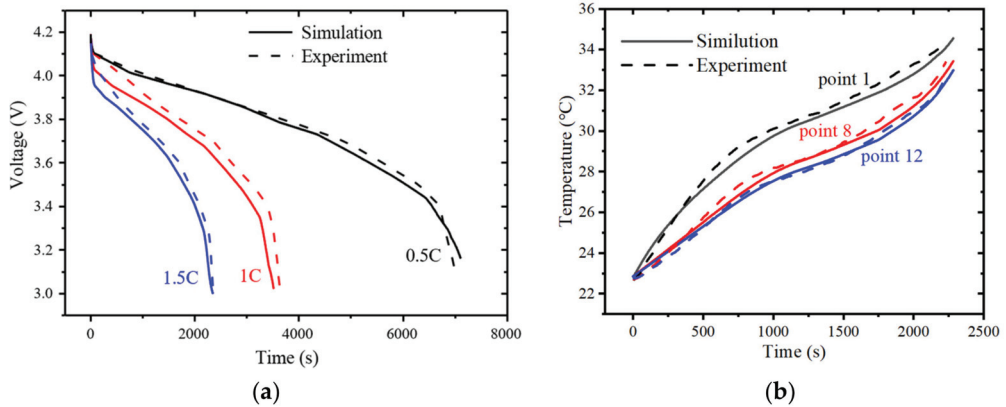 4.2
4.0
3.8
3.6
3.4
3.2
3.0
Voltage (V)
Simulation
Experiment
1.5C
1C
0.5C
0
2000
4000
6000
8000
Time (s)
(a)
36
34
32
30
28
26
24
22
Temperature (℃)
Similution
Experiment
point 1
point 8
point 12
0
500
1000
1500
2000
2500
Time (s)
(b)